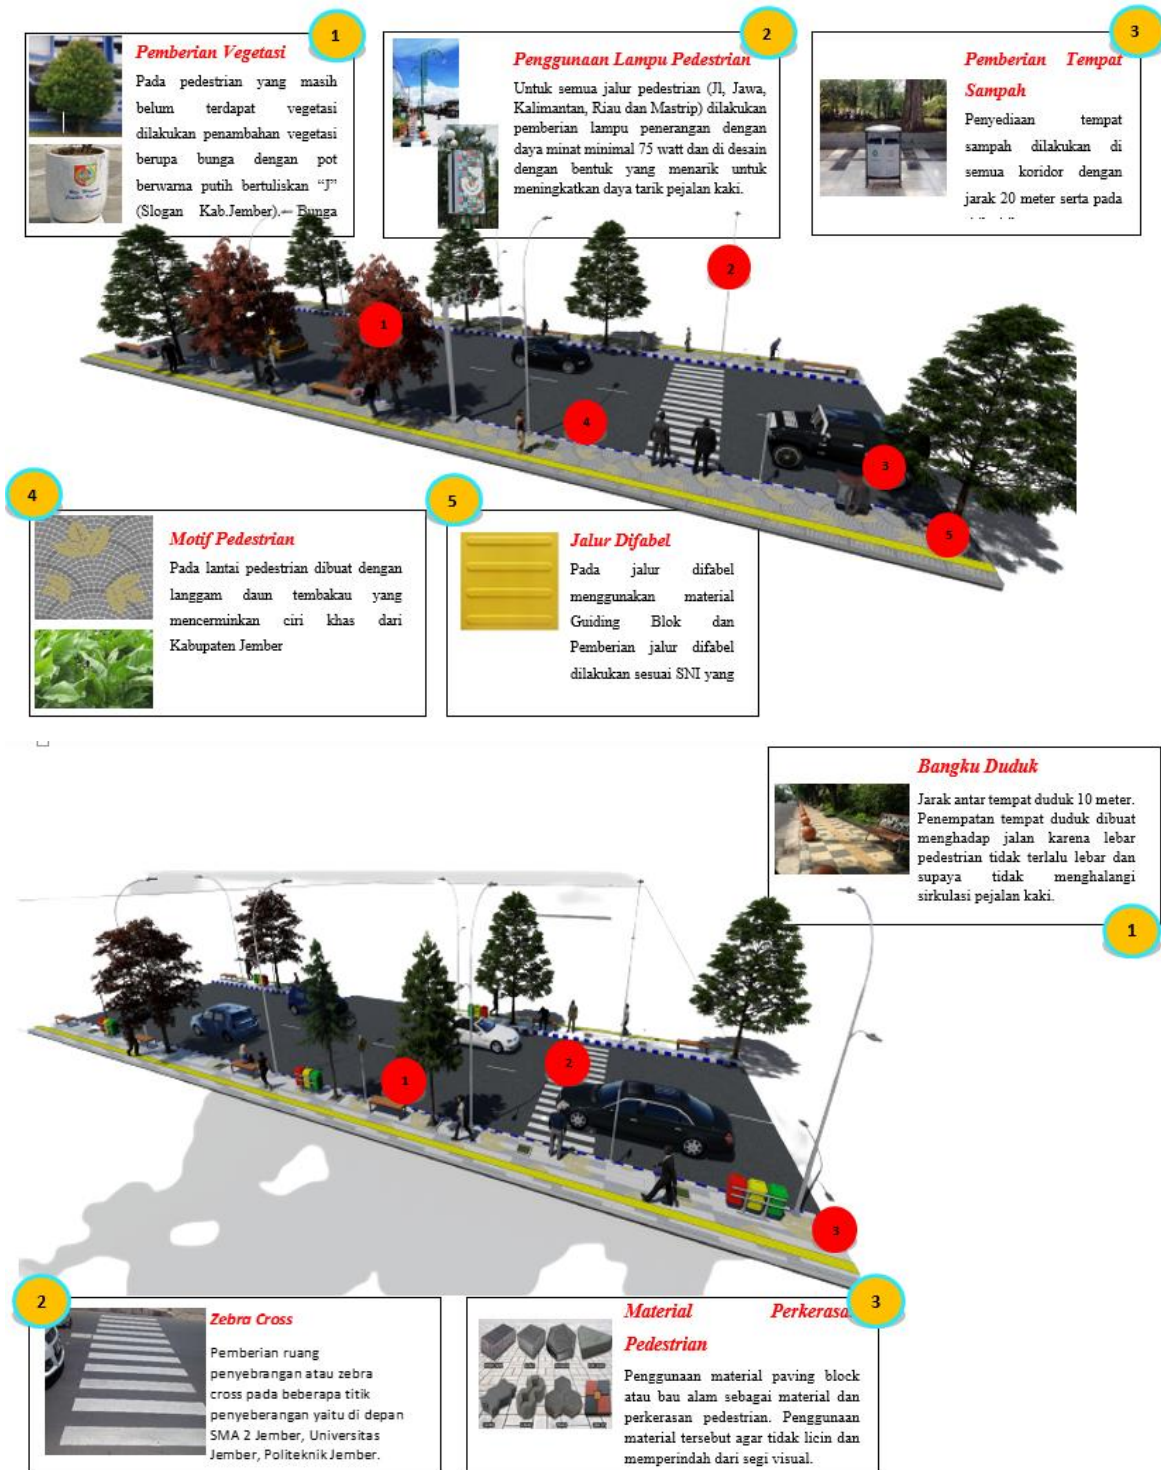 1
Pemberian Vegetasi
Pada pedestrian yang masih
belum terdapat vegetasi
dilakukan penambahan vegetasi
berupa bunga dengan pot
berwarna putih bertuliskan “J”
(Slogan Kab.Jember). Bunga
2
Penggunaan Lampu Pedestrian
Untuk semua jalur pedestrian (Jl, Jawa,
Kalimantan, Riau dan Mastrip) dilakukan
pemberian lampu penerangan dengan
daya minat minimal 75 watt dan di desain
dengan bentuk yang menarik untuk
meningkatkan daya tarik pejalan kaki.
3
Pemberian Tempat
Sampah
Penyediaan tempat
sampah dilakukan di
semua koridor dengan
jarak 20 meter serta pada
1
2
4
3
5
4
Motif Pedestrian
Pada lantai pedestrian dibuat dengan
langgam daun tembakau yang
mencerminkan ciri khas dari
Kabupaten Jember
5
Jalur Difabel
Pada jalur difabel
menggunakan material
Guiding Blok dan
Pemberian jalur difabel
dilakukan sesuai SNI yang
Bangku Duduk
Jarak antar tempat duduk 10 meter.
Penempatan tempat duduk dibuat
menghadap jalan karena lebar
pedestrian tidak terlalu lebar dan
supaya tidak menghalangi
sirkulasi pejalan kaki.
1
1
2
3
2
Zebra Cross
Pemberian ruang
penyebrangan atau zebra
cross pada beberapa titik
penyeberangan yaitu di depan
SMA 2 Jember, Universitas
Jember, Politeknik Jember.
3
Material Perkerasa
Pedestrian
Penggunaan material paving block
atau bau alam sebagai material dan
perkerasan pedestrian. Penggunaan
material tersebut agar tidak licin dan
memperindah dari segi visual.